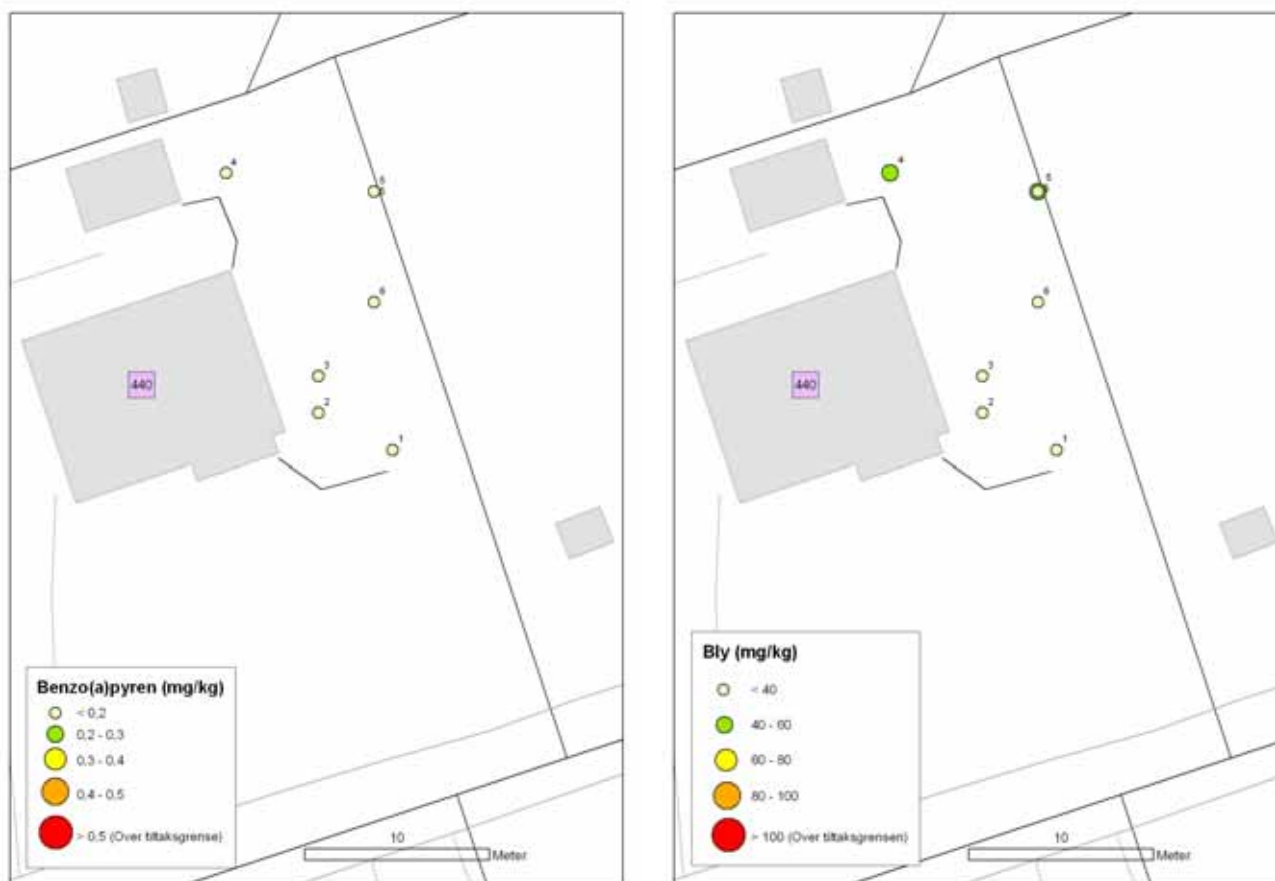 4
5
6
3
440
2
1
Benzo(a)pyren (mg/kg)
< 0,2
0,2 - 0,3
0,3 - 0,4
0,4 - 0,5
> 0.5 (Over tiltaksgrense)
10
Meter
4
5
6
3
440
2
1
Bly (mg/kg)
< 40
40 - 60
60 - 80
80 - 100
> 100 (Over tiltaksgrensen)
10
Meter